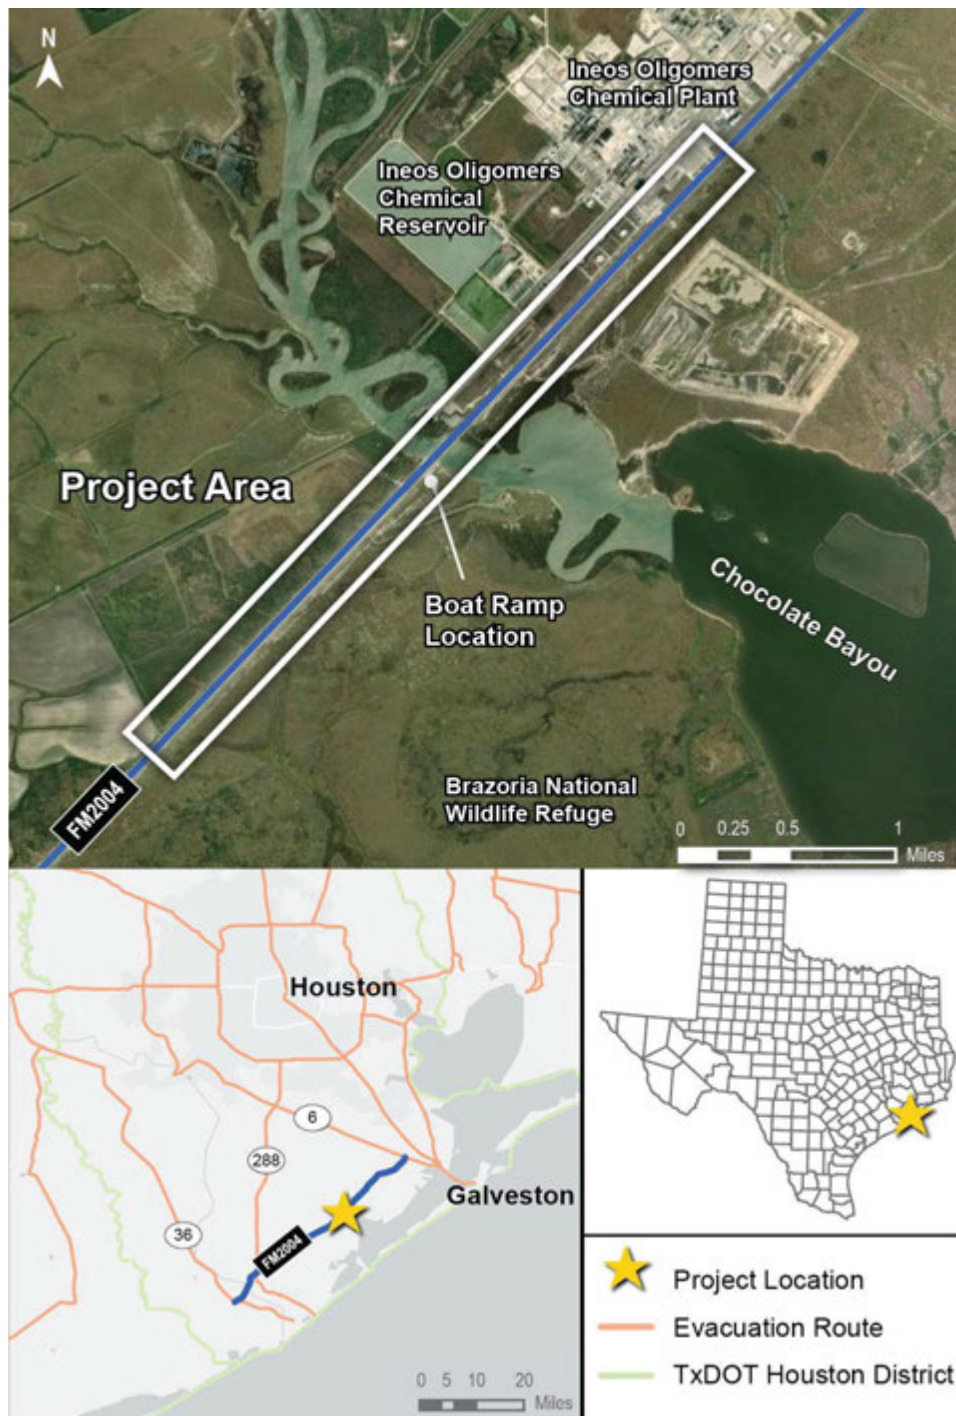 N
Ineos Oligomers
Chemical Plant
Ineos Oligomers
Chemical
Reservoir
Project Area
Boat Ramp
Location
Chocolate Bayou
Brazoria National
Wildlife Refuge
FM2004
0 0.25 0.5 1
Miles
Houston
6
288
Galveston
36
FM2004
0 5 10 20
Miles
Project Location
Evacuation Route
TxDOT Houston District